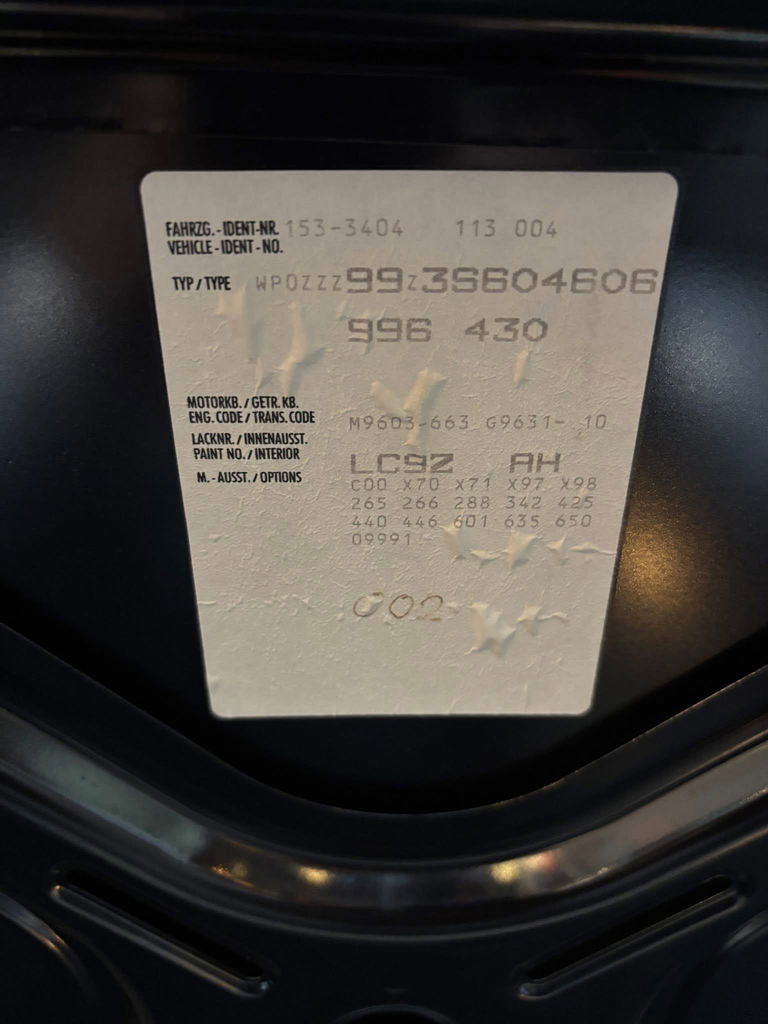 FAHRZG.-IDENT-NR. 153-3404 113 004
VEHICLE-IDENT-NO.
TYP/TYPE WP0ZZZ99Z3S604606
996 430
MOTORKB./GETR.KB.
ENG.CODE/TRANS.CODE M9603-663 G9631- 10
LACKNR./INNENAUSST.
PAINT NO./INTERIOR LC9Z AH
M.-AUSST./OPTIONS C00 X70 X71 X97 X98
265 266 288 342 425
440 446 601 635 650
09991
002